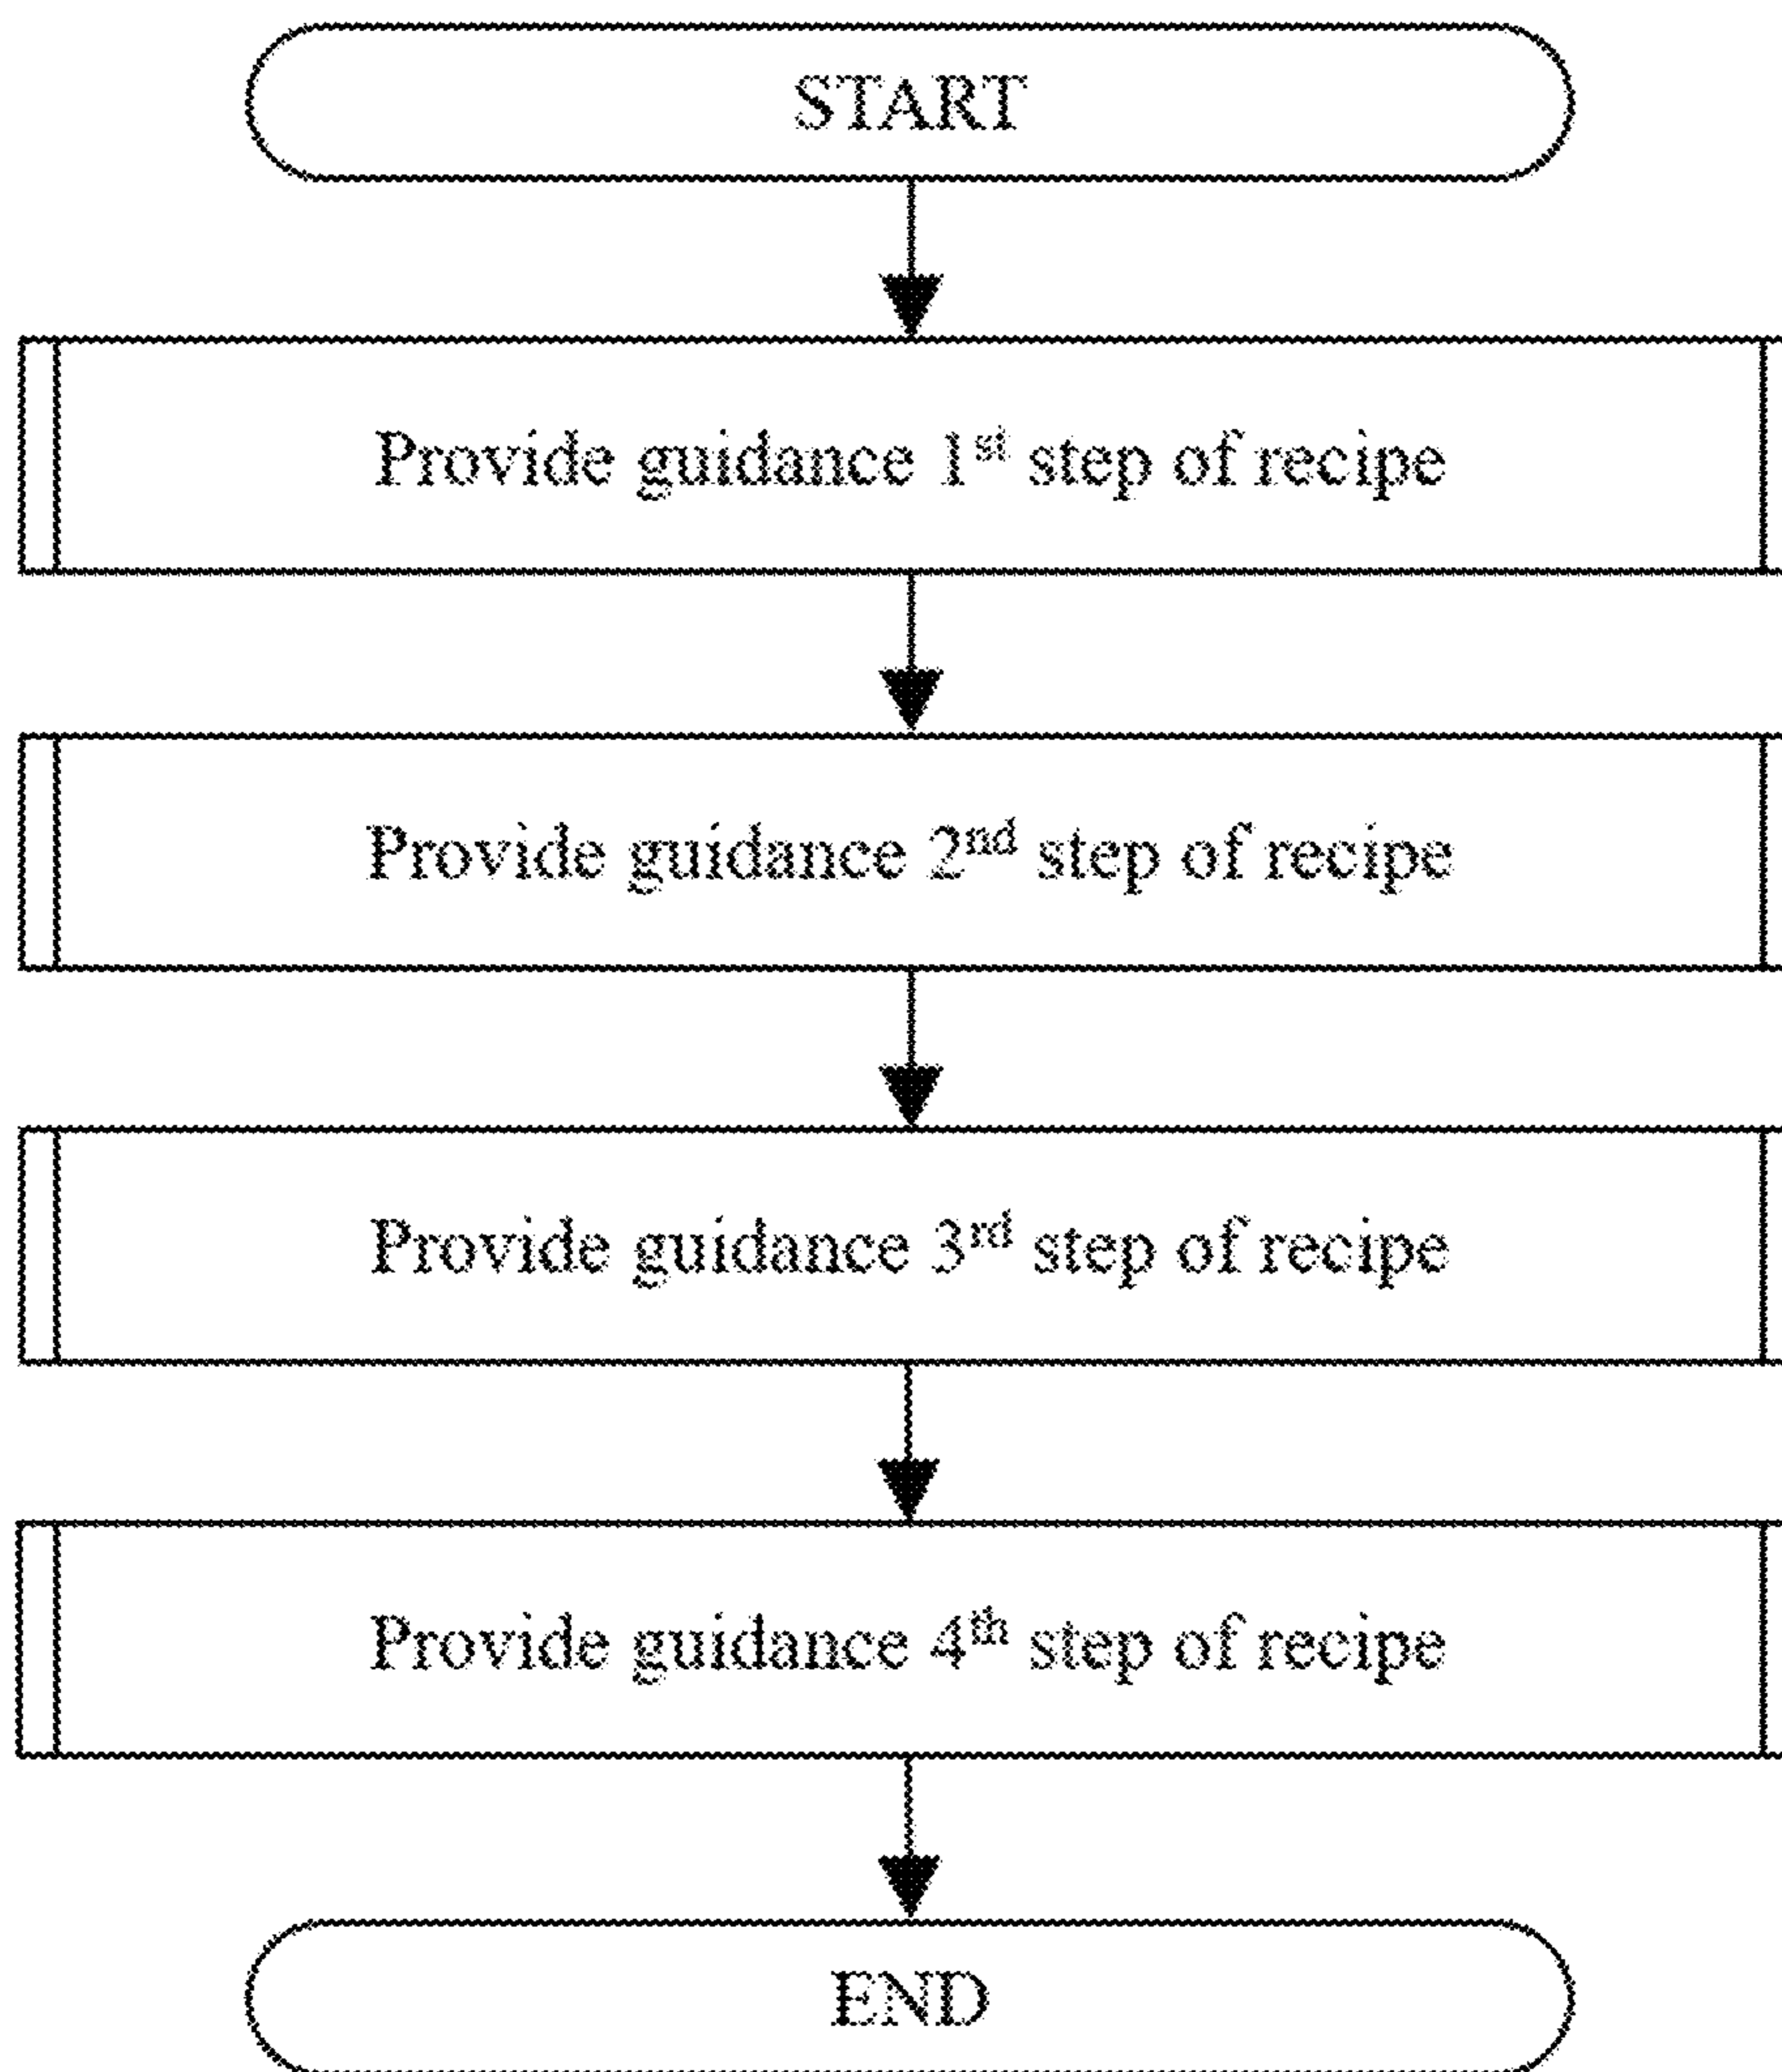 START
Provide guidance 1st step of recipe
Provide guidance 2nd step of recipe
Provide guidance 3rd step of recipe
Provide guidance 4th step of recipe
END